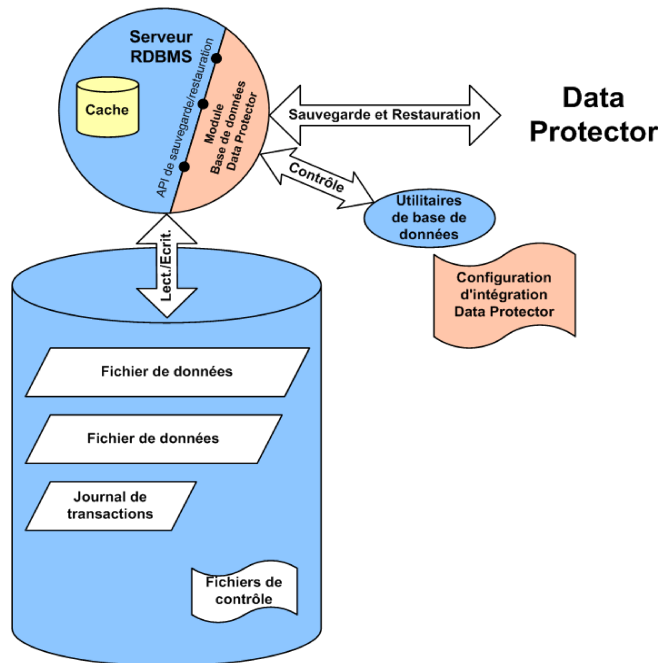 Serveur
RDBMS
Cache
API de sauvegarde/restauration
Module
Base de données
Data Protector
Sauvegarde et Restauration
Data
Protector
Contrôle
Utilitaires
de base de
données
Configuration
d'intégration
Data Protector
Lect./Ecrit.
Fichier de données
Fichier de données
Journal de
transactions
Fichiers de
contrôle